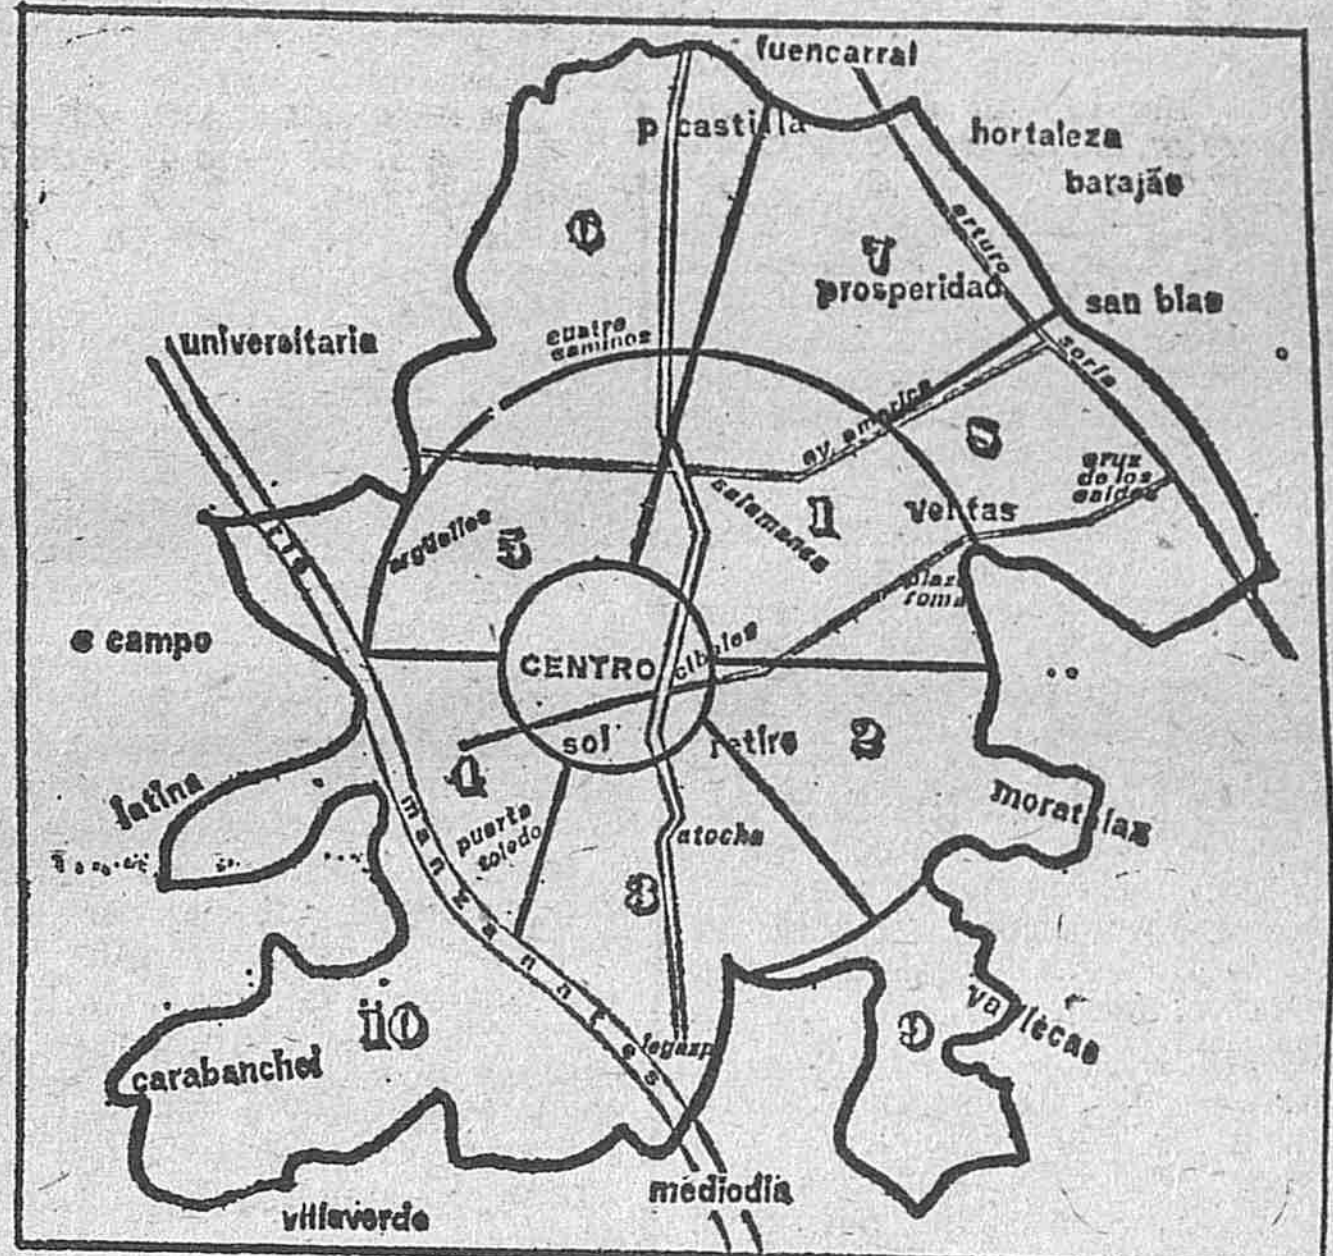 fuencarral
p castilla
hortaleza
barajas
6
7
arturo
prosperidad
san blas
universitaria
cuatro
caminos
soria
av. america
cruz
de los
caidos
rio
arguelles
5
salamanca
1
ventas
plaza
roma
c campo
CENTRO
cibeles
sol
retiro
2
4
latina
puerta
toledo
manzanares
atocha
moratalaz
3
10
9
vallecas
legazpi
carabanchel
mediodia
villaverde